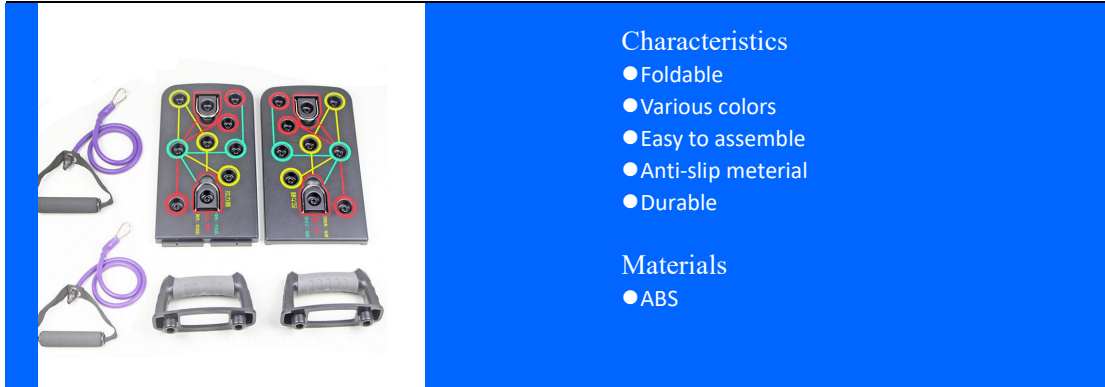 Characteristics
●Foldable
●Various colors
●Easy to assemble
●Anti-slip meterial
●Durable
Materials
●ABS